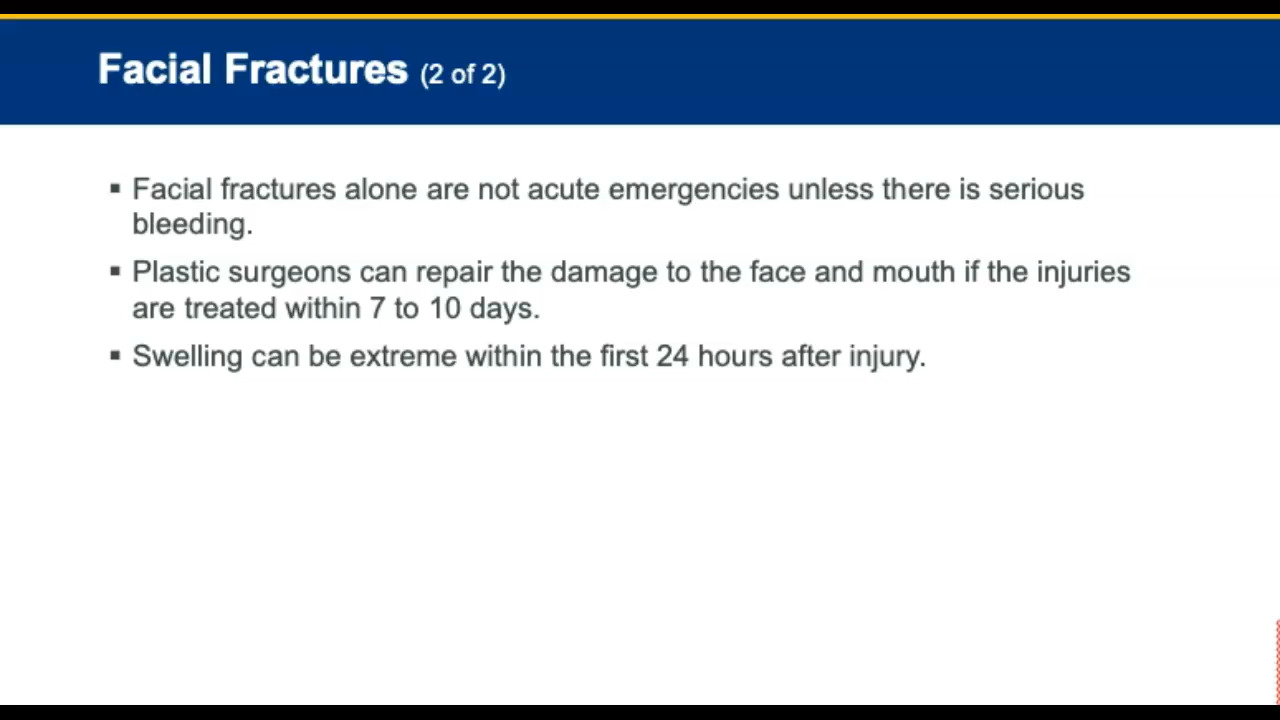 Facial Fractures (2 of 2)
▪ Facial fractures alone are not acute emergencies unless there is serious
bleeding.
▪ Plastic surgeons can repair the damage to the face and mouth if the injuries
are treated within 7 to 10 days.
▪ Swelling can be extreme within the first 24 hours after injury.